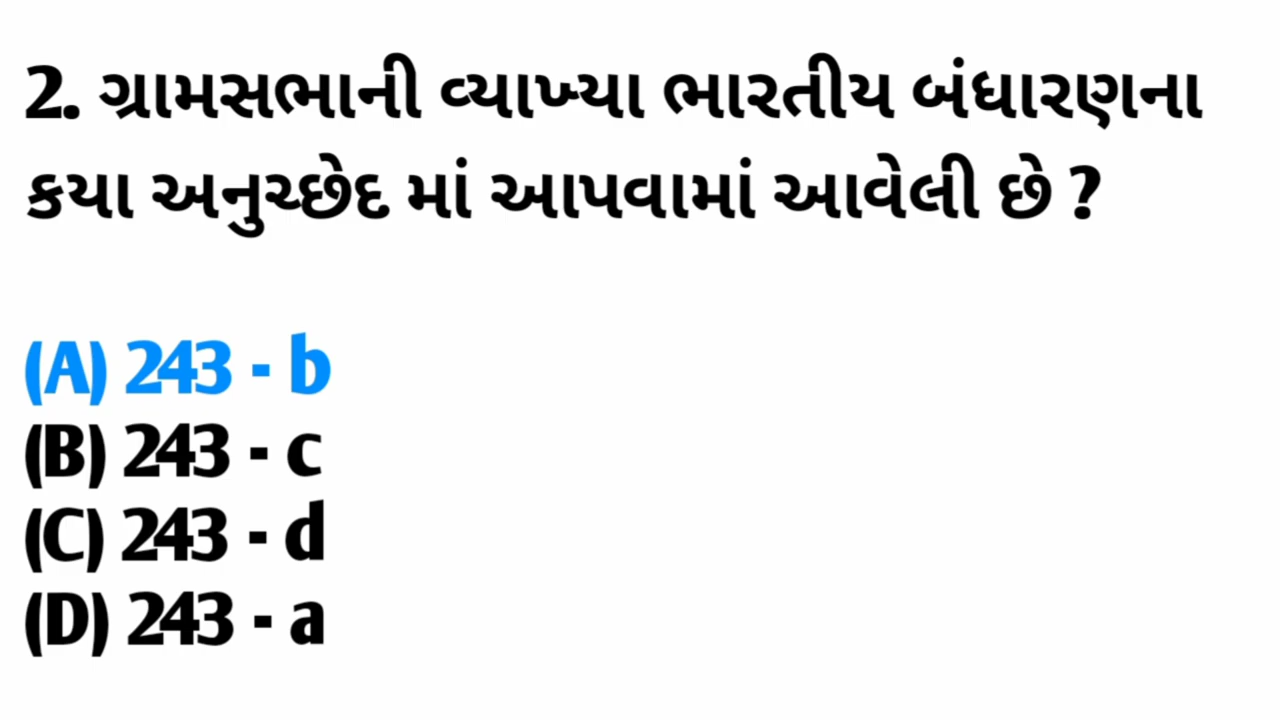 2. ગ્રામસભાની વ્યાખ્યા ભારતીય બંધારણના
કયા અનુચ્છેદ માં આપવામાં આવેલી છે ?
(A) 243 - b
(B) 243 - c
(C) 243 - d
(D) 243 - a